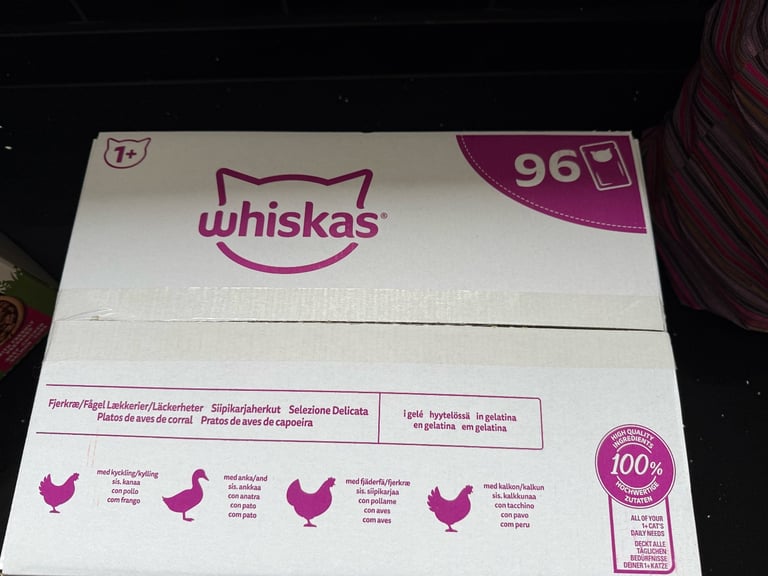 1+
96
whiskas®
Fjerkræ/Fågel Lækkerier/Läckerheter Siipikarjaherkut Selezione Delicata
Platos de aves de corral Pratos de aves de capoeira
i gelé hyytelössä in gelatina
en gelatina em gelatina
med kyckling/kylling
sis. kanaa
con pollo
com frango
med anka/and
sis. ankkaa
con anatra
con pato
com pato
med fjäderfä/fjerkræ
sis. siipikarjaa
con pollame
con aves
com aves
med kalkon/kalkun
sis. kalkkunaa
con tacchino
con pavo
com peru
HIGH QUALITY
INGREDIENTS
100%
HOCHWERTIGE
ZUTATEN
ALL OF YOUR
1+ CAT'S
DAILY NEEDS
DECKT ALLE
TÄGLICHEN
BEDÜRFNISSE
DEINER 1+ KATZE